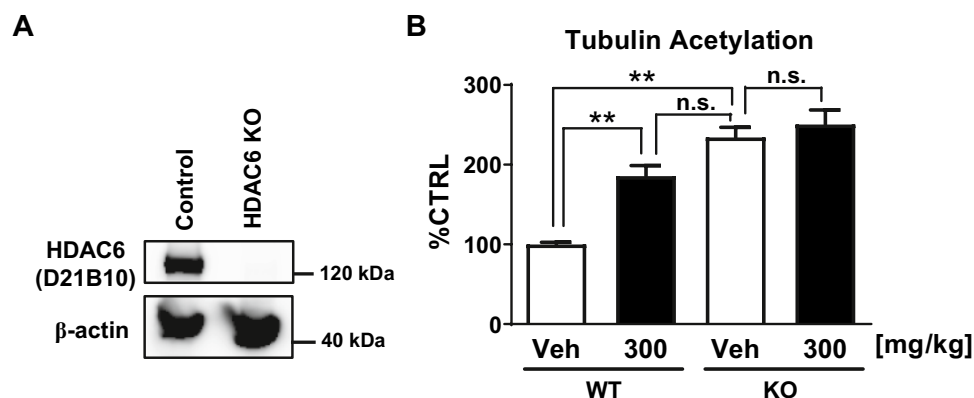 A
Control
HDAC6 KO
HDAC6
(D21B10)
120 kDa
β-actin
40 kDa
B
Tubulin Acetylation
**
n.s.
**
n.s.
%CTRL
300
200
100
0
Veh 300 Veh 300 [mg/kg]
WT KO